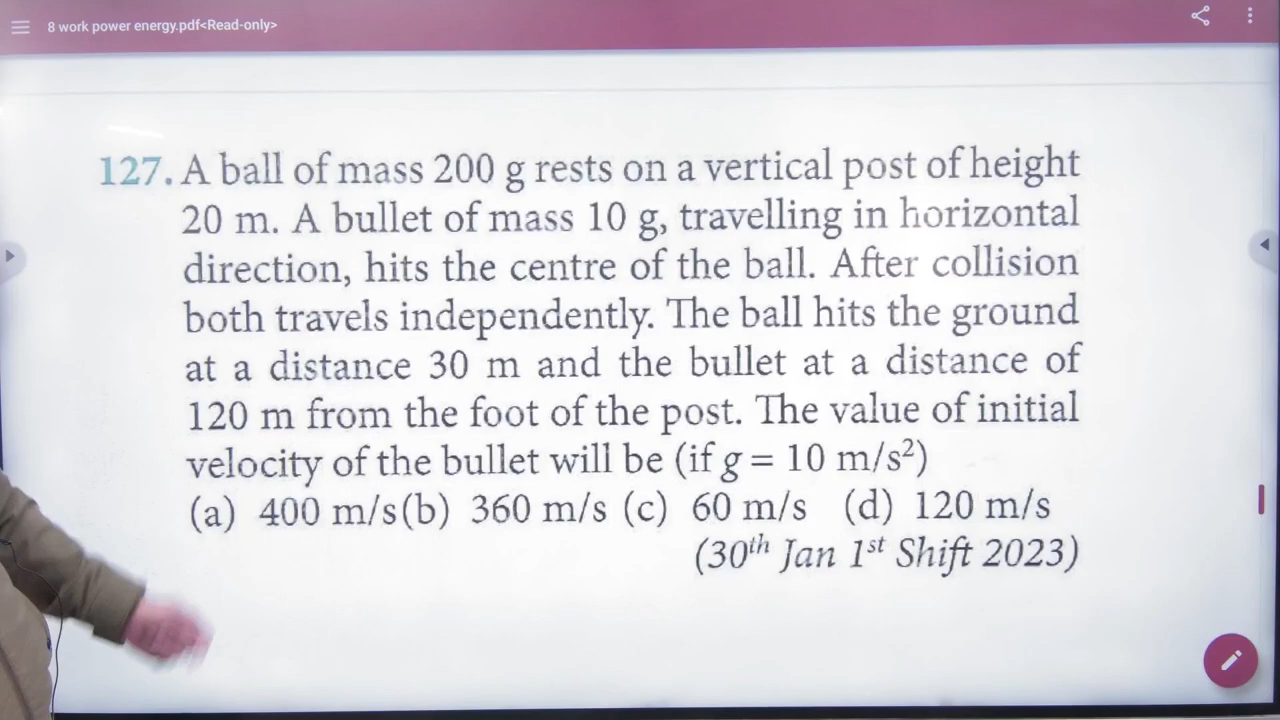 8 work power energy.pdf<Read-only>
127. A ball of mass 200 g rests on a vertical post of height
20 m. A bullet of mass 10 g, travelling in horizontal
direction, hits the centre of the ball. After collision
both travels independently. The ball hits the ground
at a distance 30 m and the bullet at a distance of
120 m from the foot of the post. The value of initial
velocity of the bullet will be (if g = 10 m/s²)
(a) 400 m/s(b) 360 m/s (c) 60 m/s (d) 120 m/s
(30th Jan 1st Shift 2023)